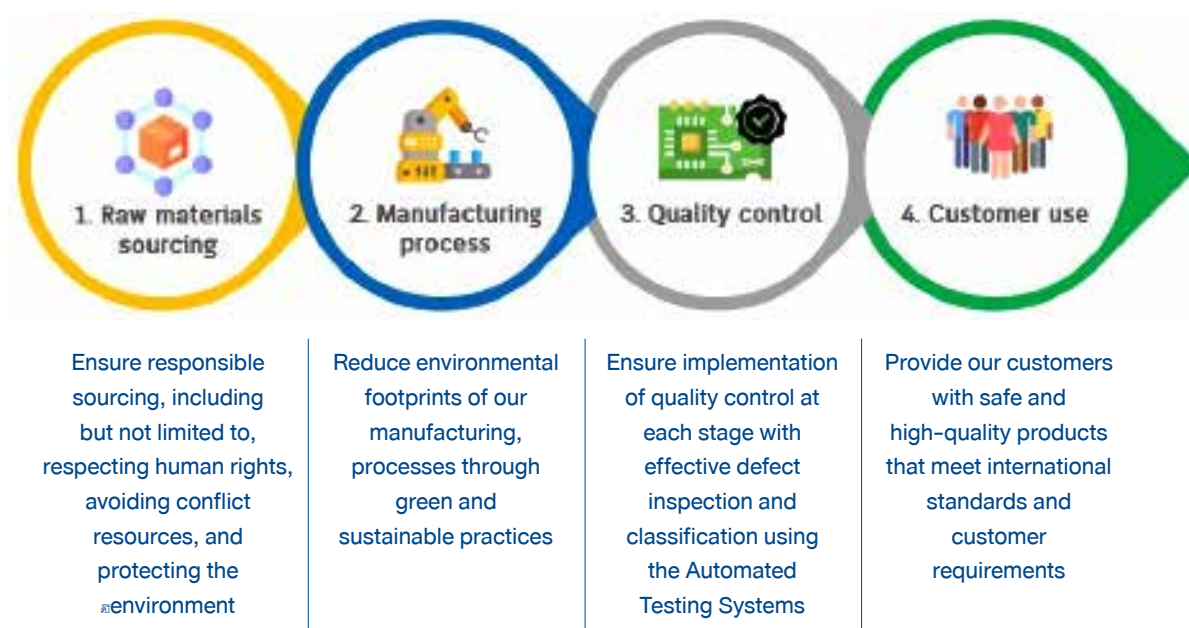 1. Raw materials
sourcing
2. Manufacturing
process
3. Quality control
4. Customer use
Ensure responsible
sourcing, including
but not limited to,
respecting human rights,
avoiding conflict
resources, and
protecting the
environment
Reduce environmental
footprints of our
manufacturing,
processes through
green and
sustainable practices
Ensure implementation
of quality control at
each stage with
effective defect
inspection and
classification using
the Automated
Testing Systems
Provide our customers
with safe and
high-quality products
that meet international
standards and
customer
requirements